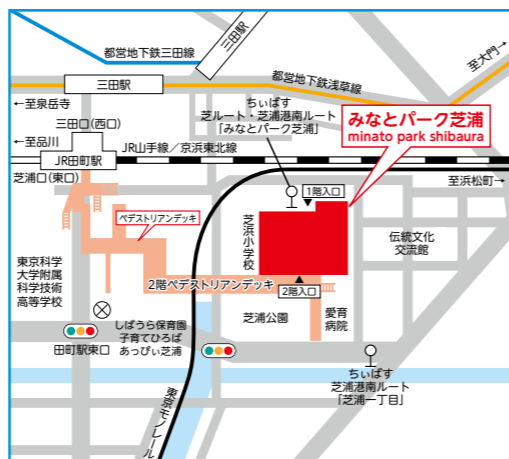 都営地下鉄三田線
三田駅
三田駅
都営地下鉄浅草線
至大門→
←至泉岳寺
ちぃばす
芝ルート・芝浦港南ルート
「みなとパーク芝浦」
みなとパーク芝浦
minato park shibaura
三田口(西口)
←至品川
JR山手線／京浜東北線
JR田町駅
芝浦口(東口)
至浜松町→
1階入口
ペデストリアンデッキ
芝浜小学校
伝統文化
交流館
東京科学
大学附属
科学技術
高等学校
2階ペデストリアンデッキ
2階入口
しばうら保育園
子育てひろば
あっぴぃ芝浦
芝浦公園
愛育
病院
田町駅東口
ちぃばす
芝浦港南ルート
「芝浦一丁目」
東京モノレール